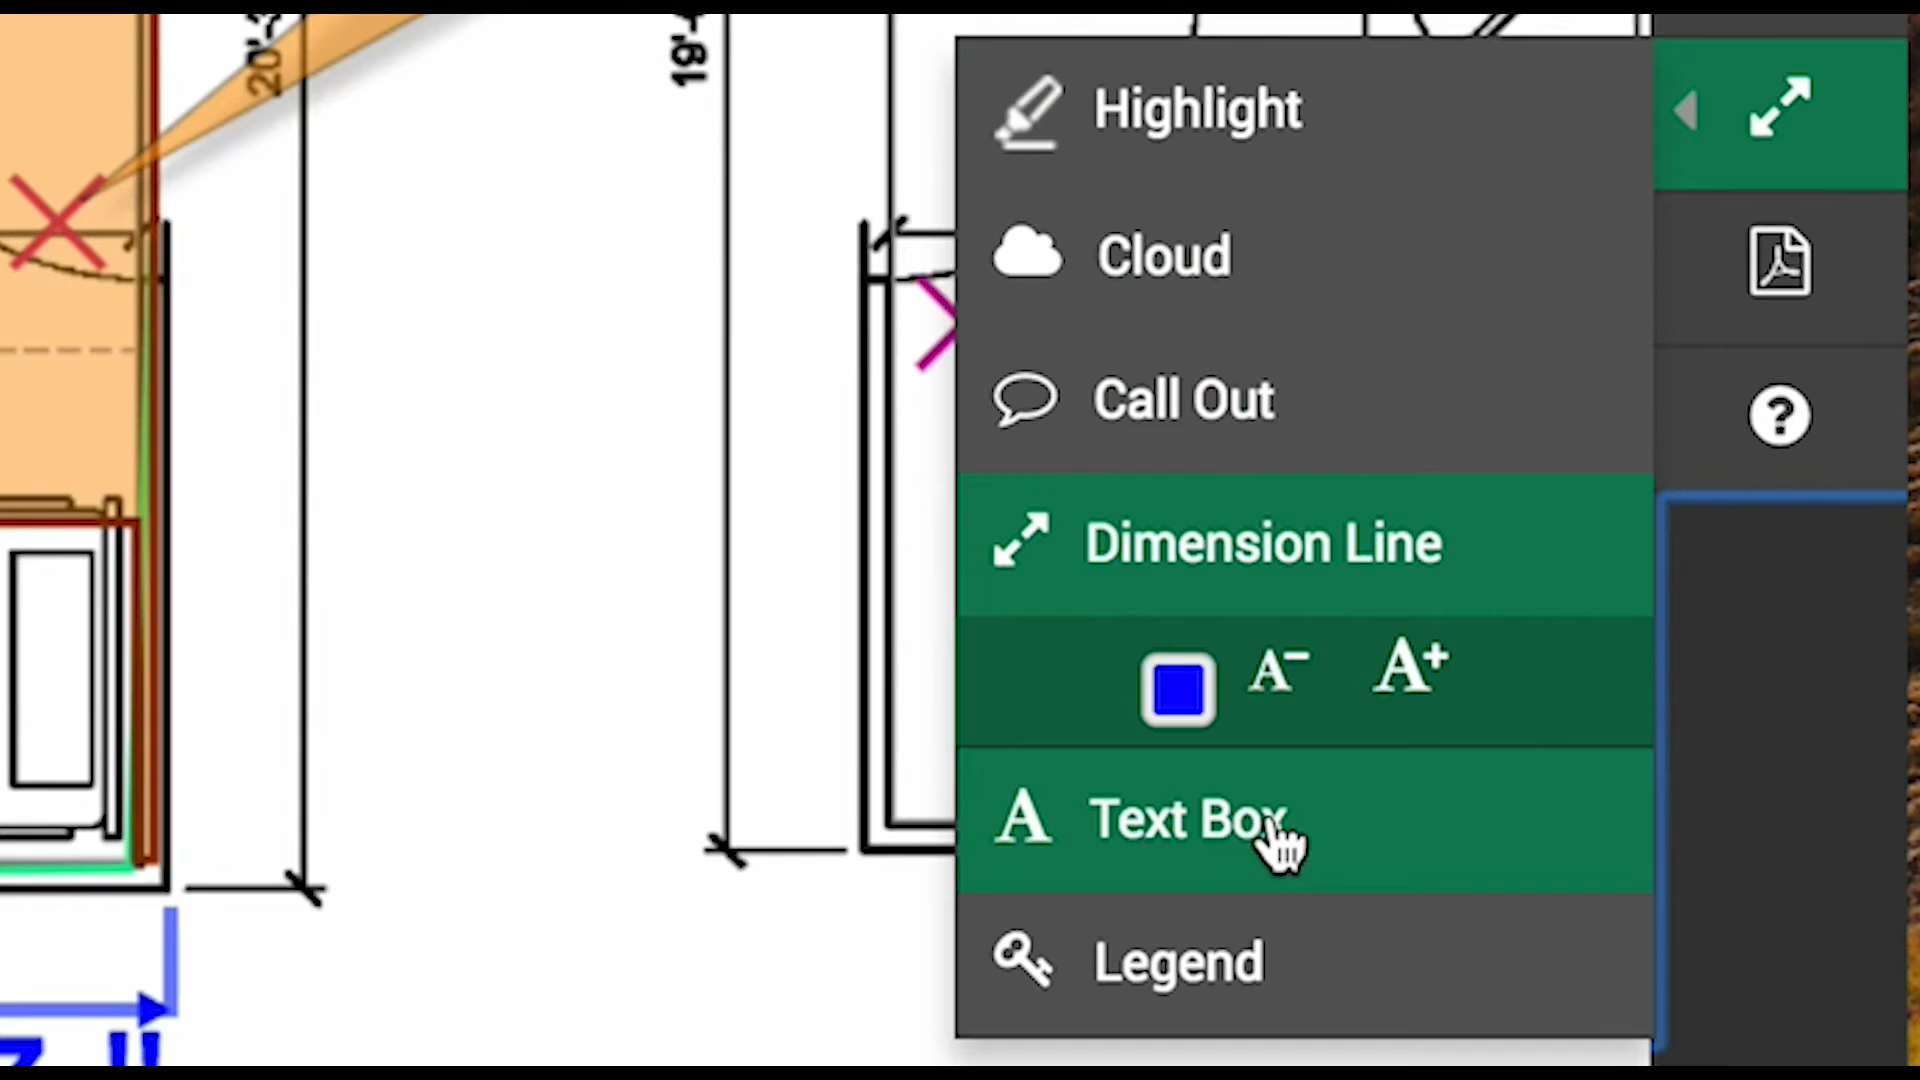 Highlight
Cloud
Call Out
Dimension Line
A− A+
A Text Box
Legend
?